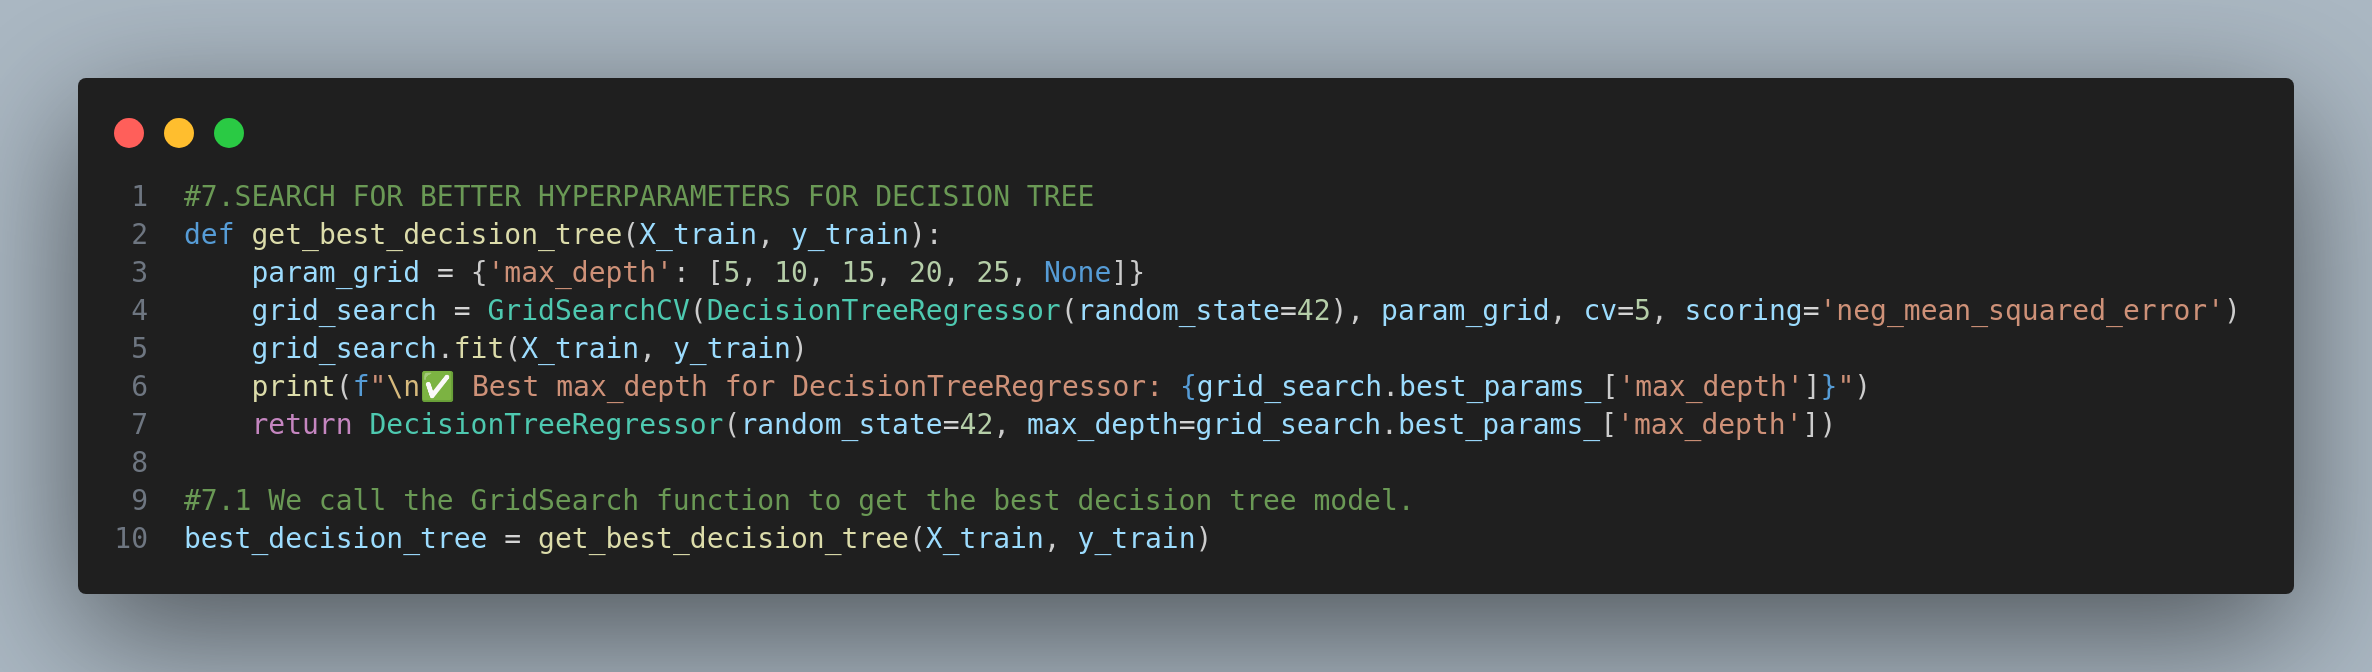 1 #7.SEARCH FOR BETTER HYPERPARAMETERS FOR DECISION TREE
2 def get_best_decision_tree(X_train, y_train):
3     param_grid = {'max_depth': [5, 10, 15, 20, 25, None]}
4     grid_search = GridSearchCV(DecisionTreeRegressor(random_state=42), param_grid, cv=5, scoring='neg_mean_squared_error')
5     grid_search.fit(X_train, y_train)
6     print(f"\n✅ Best max_depth for DecisionTreeRegressor: {grid_search.best_params_['max_depth']}")
7     return DecisionTreeRegressor(random_state=42, max_depth=grid_search.best_params_['max_depth'])
8
9 #7.1 We call the GridSearch function to get the best decision tree model.
10 best_decision_tree = get_best_decision_tree(X_train, y_train)